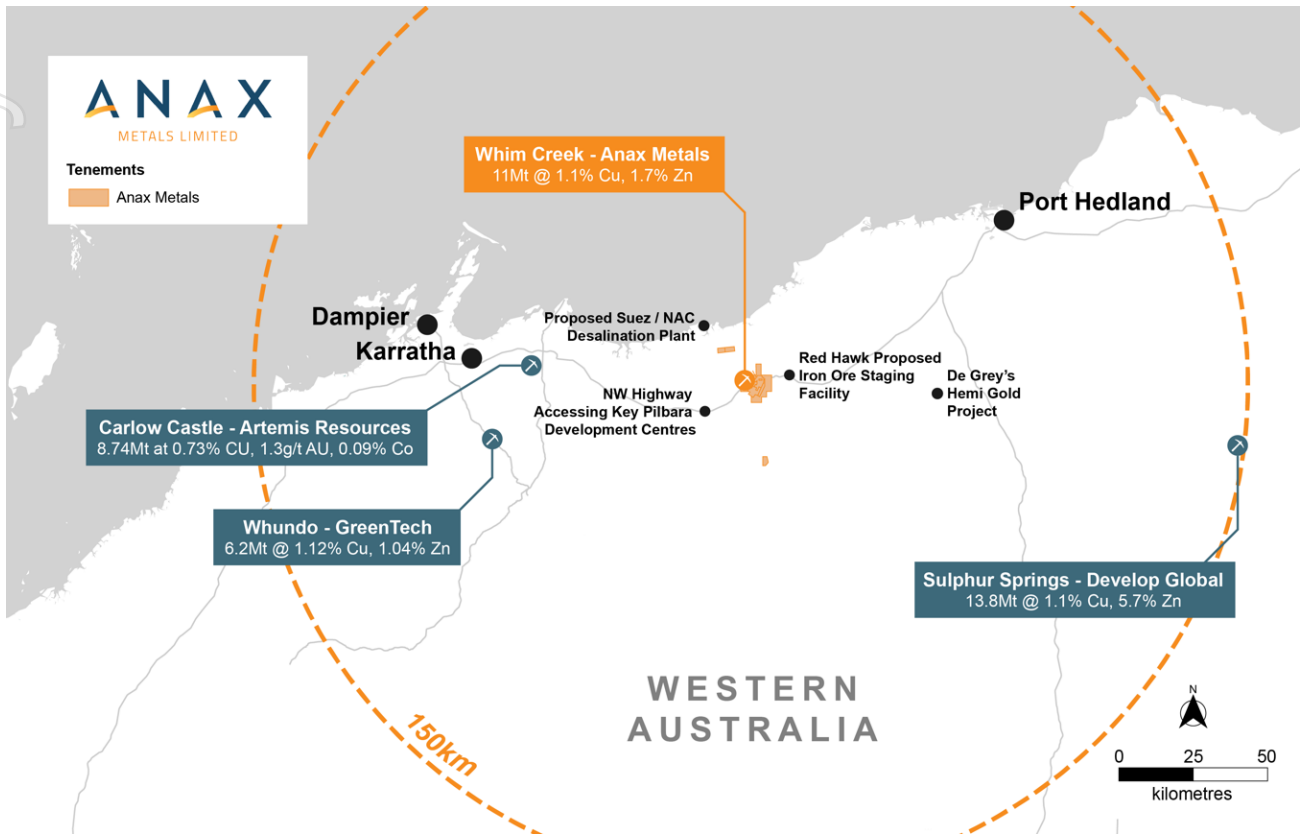 ANAX
METALS LIMITED
Tenements
Anax Metals
Whim Creek - Anax Metals
11Mt @ 1.1% Cu, 1.7% Zn
Port Hedland
Dampier
Karratha
Proposed Suez / NAC
Desalination Plant
NW Highway
Accessing Key Pilbara
Development Centres
Red Hawk Proposed
Iron Ore Staging
Facility
De Grey's
Hemi Gold
Project
Carlow Castle - Artemis Resources
8.74Mt at 0.73% CU, 1.3g/t AU, 0.09% Co
Whundo - GreenTech
6.2Mt @ 1.12% Cu, 1.04% Zn
Sulphur Springs - Develop Global
13.8Mt @ 1.1% Cu, 5.7% Zn
WESTERN
AUSTRALIA
150km
N
0 25 50
kilometres